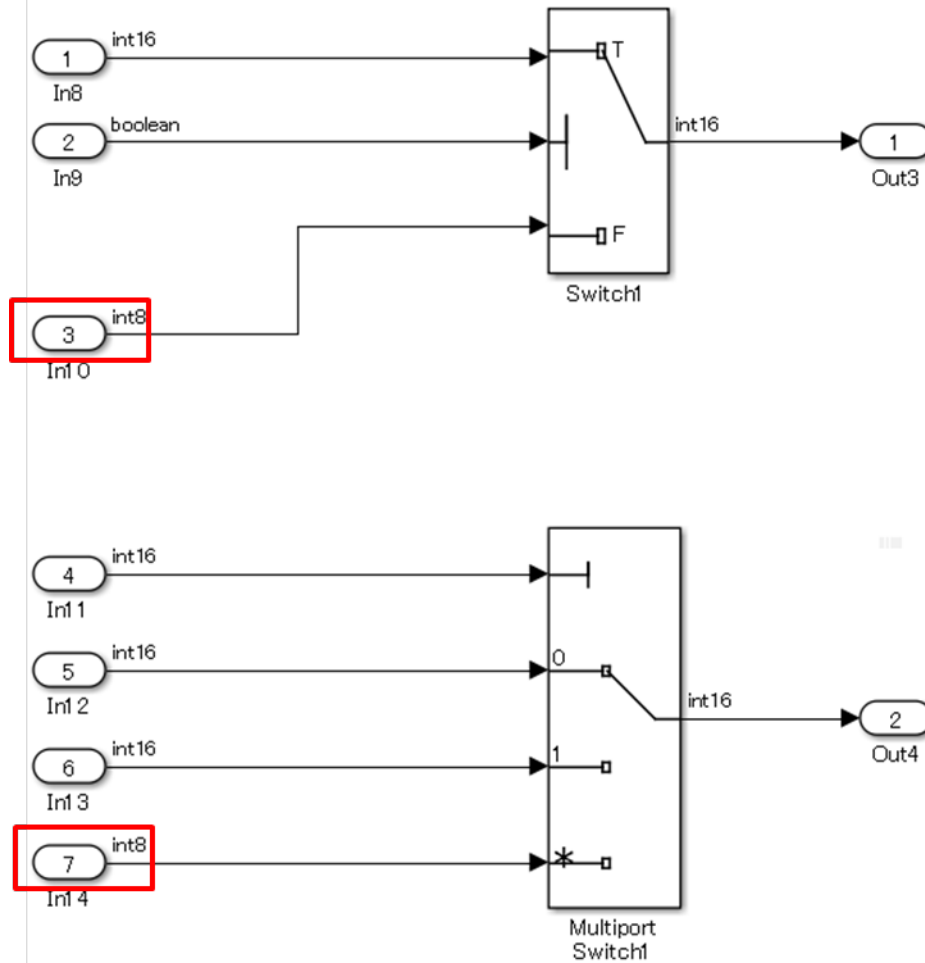 int16
1
In8
boolean
2
In9
T
int16
1
Out3
F
Switch1
int8
3
In10
int16
4
In11
int16
5
In12
0
int16
2
Out4
int16
6
In13
1
int8
7
In14
*
Multiport
Switch1